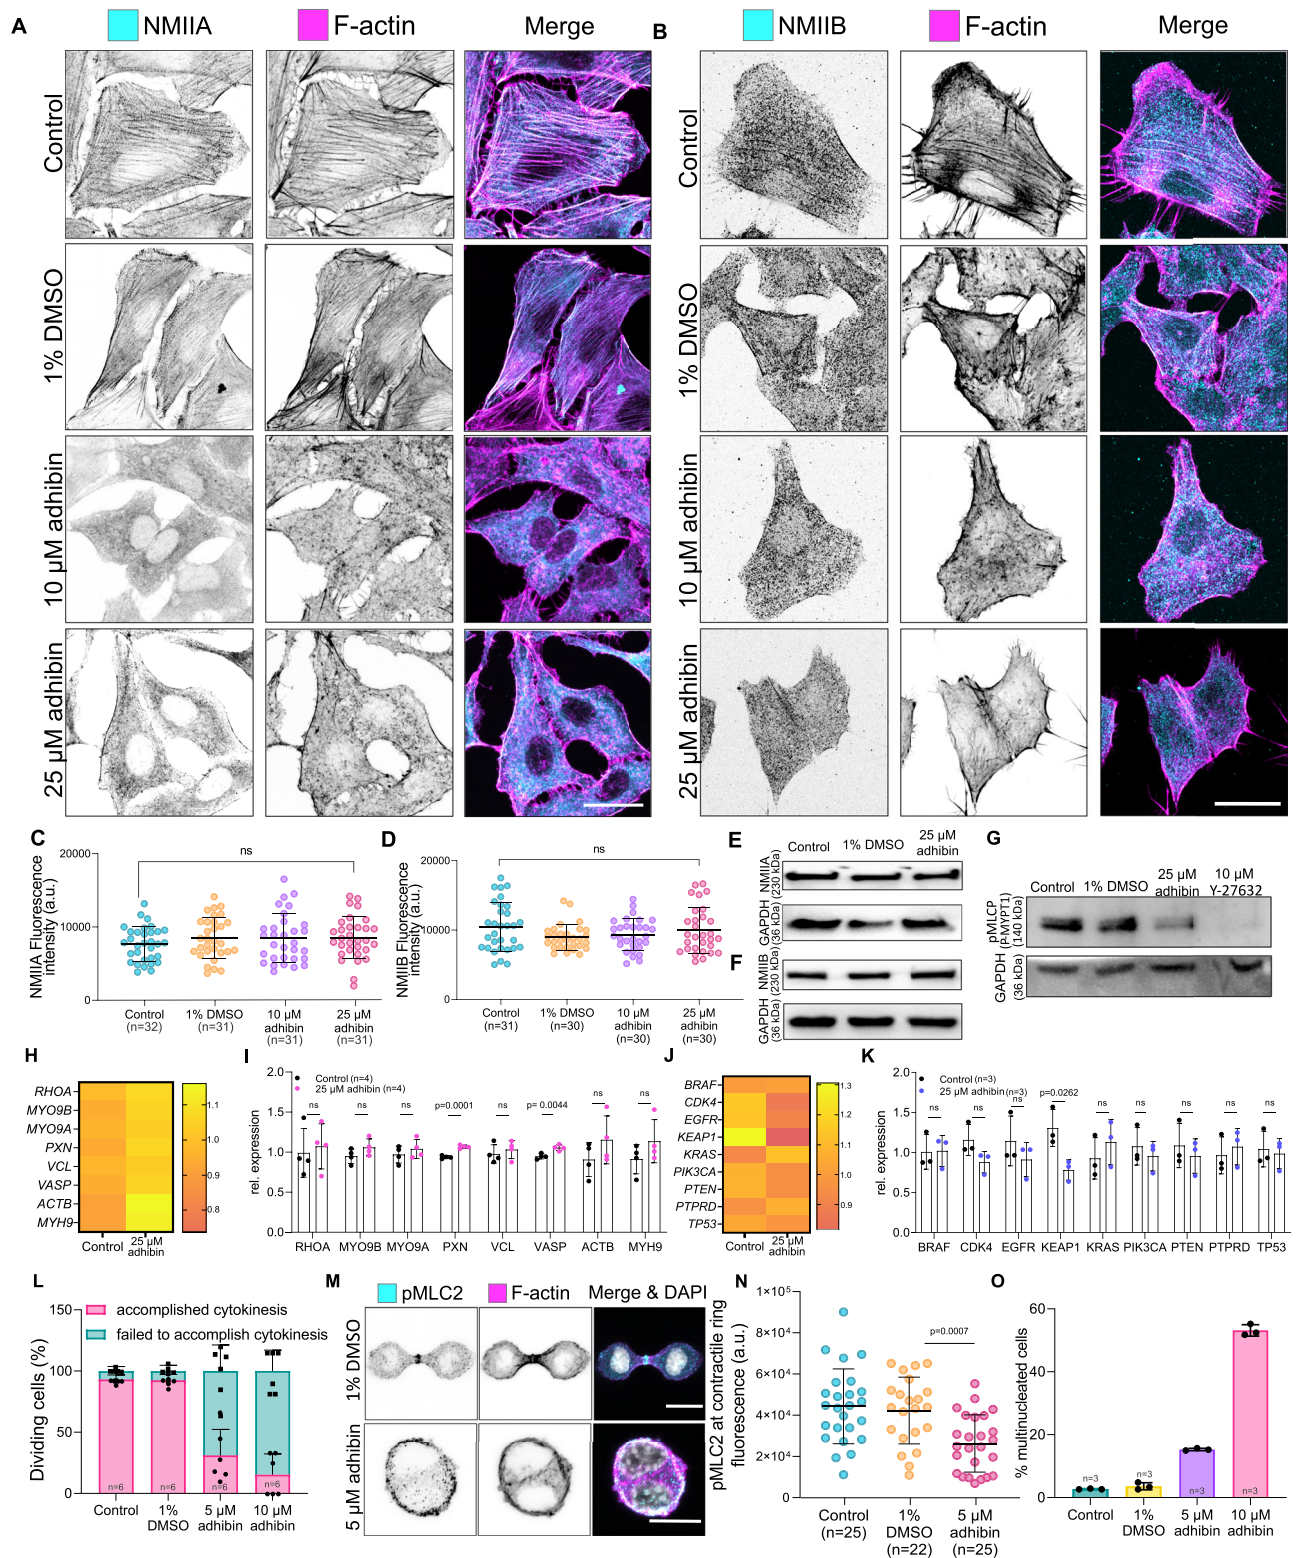 A
NMIIA
F-actin
Merge
Control
1% DMSO
10 µM adhibin
25 µM adhibin
B
NMIIB
F-actin
Merge
Control
1% DMSO
10 µM adhibin
25 µM adhibin
C
NMIIA Fluorescence
intensity (a.u.)
20000
10000
0
ns
Control
(n=32)
1% DMSO
(n=31)
10 µM
adhibin
(n=31)
25 µM
adhibin
(n=31)
D
NMIIB Fluorescence
intensity (a.u.)
20000
10000
0
ns
Control
(n=31)
1% DMSO
(n=30)
10 µM
adhibin
(n=30)
25 µM
adhibin
(n=30)
E
Control
1% DMSO
25 µM
adhibin
NMIIA
(230 kDa)
GAPDH
(36 kDa)
F
NMIIB
(230 kDa)
GAPDH
(36 kDa)
G
Control
1% DMSO
25 µM
adhibin
10 µM
Y-27632
pMLCP
(P-MYPT1)
(140 kDa)
GAPDH
(36 kDa)
H
RHOA
MYO9B
MYO9A
PXN
VCL
VASP
ACTB
MYH9
Control
25 µM
adhibin
1.1
1.0
0.9
0.8
I
rel. expression
2.0
1.5
1.0
0.5
0.0
Control (n=4)
25 µM adhibin (n=4)
ns
ns
ns
p=0.0001
ns
p= 0.0044
ns
ns
RHOA
MYO9B
MYO9A
PXN
VCL
VASP
ACTB
MYH9
J
BRAF
CDK4
EGFR
KEAP1
KRAS
PIK3CA
PTEN
PTPRD
TP53
Control
25 µM
adhibin
1.3
1.2
1.1
1.0
0.9
K
rel. expression
2.0
1.5
1.0
0.5
0.0
Control (n=3)
25 µM adhibin (n=3)
ns
ns
ns
p=0.0262
ns
ns
ns
ns
ns
BRAF
CDK4
EGFR
KEAP1
KRAS
PIK3CA
PTEN
PTPRD
TP53
L
Dividing cells (%)
150
100
50
0
accomplished cytokinesis
failed to accomplish cytokinesis
n=6
n=6
n=6
n=6
Control
1%
DMSO
5 µM
adhibin
10 µM
adhibin
M
pMLC2
F-actin
Merge & DAPI
1% DMSO
5 µM adhibin
N
pMLC2 at contractile ring
fluorescence (a.u.)
1×10⁵
8×10⁴
6×10⁴
4×10⁴
2×10⁴
0
p=0.0007
Control
(n=25)
1%
DMSO
(n=22)
5 µM
adhibin
(n=25)
O
% multinucleated cells
60
40
20
0
n=3
n=3
n=3
n=3
Control
1%
DMSO
5 µM
adhibin
10 µM
adhibin